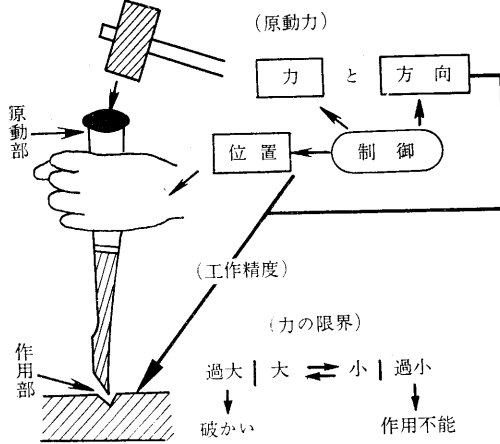 (原動力)
力 と 方 向
原動部
位 置
制 御
(工作精度)
(力の限界)
作用部
過大 | 大 ⇄ 小 | 過小
破かい
作用不能